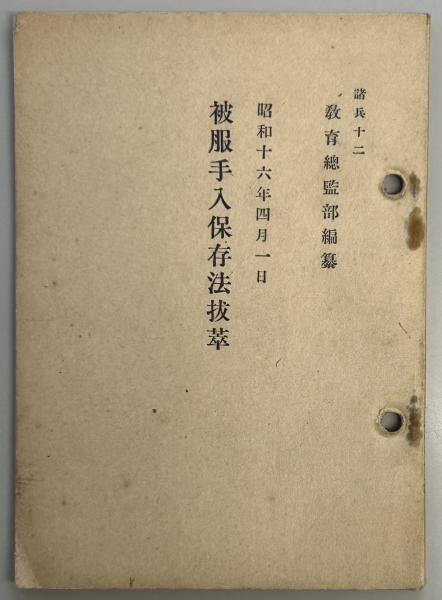 諸兵十二
敎育總監部編纂
昭和十六年四月一日
被服手入保存法拔萃